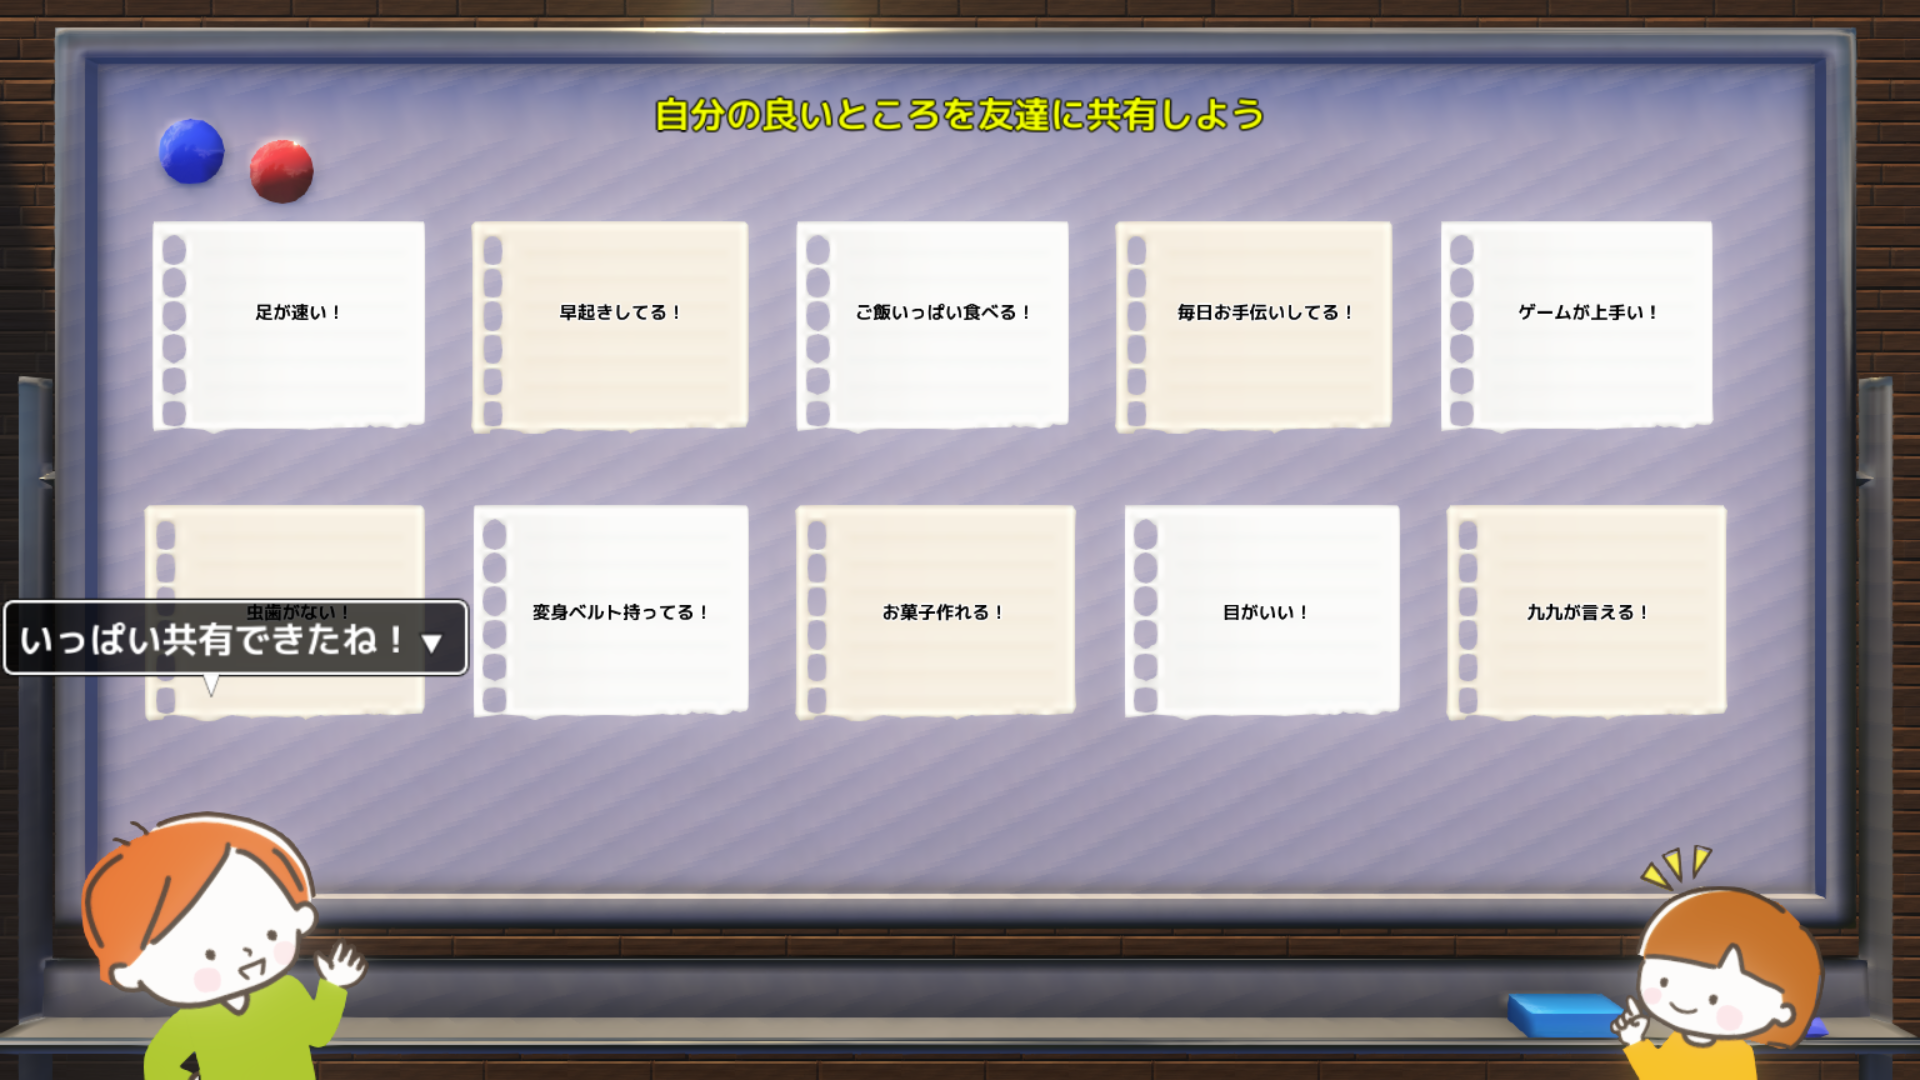 自分の良いところを友達に共有しよう
足が速い！
早起きしてる！
ご飯いっぱい食べる！
毎日お手伝いしてる！
ゲームが上手い！
虫歯がない！
変身ベルト持ってる！
お菓子作れる！
目がいい！
九九が言える！
いっぱい共有できたね！▼